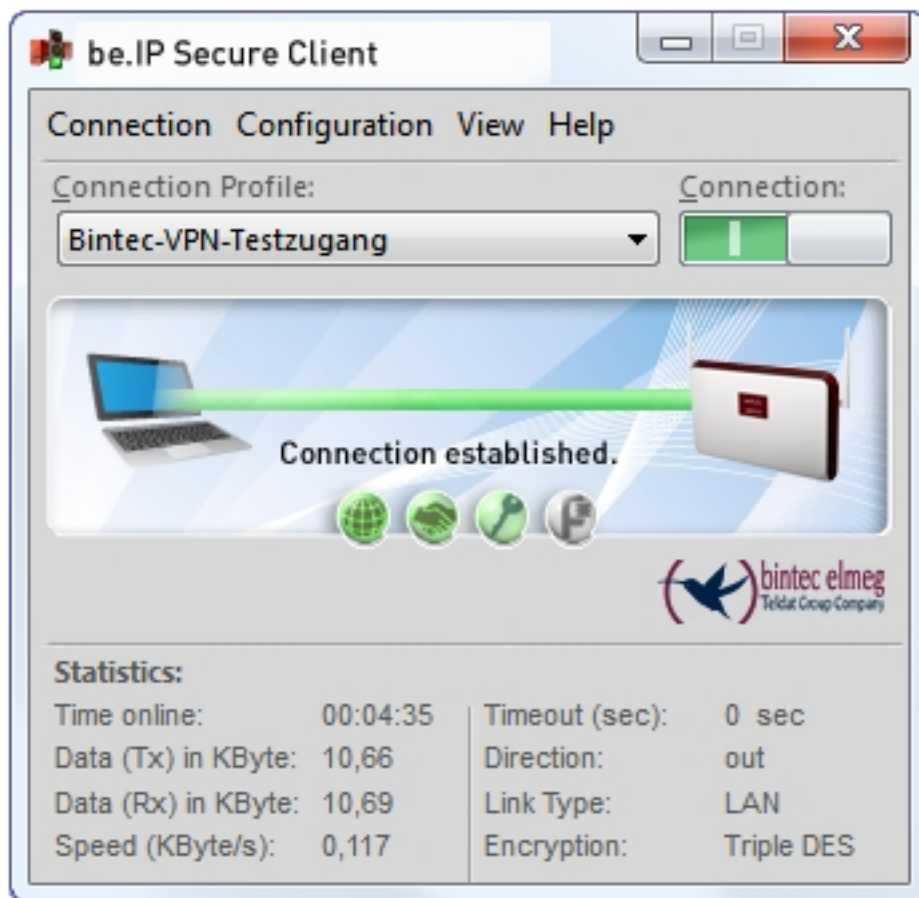 be.IP Secure Client
Connection Configuration View Help
Connection Profile: Connection:
Bintec-VPN-Testzugang
Connection established.
bintec elmeg
Teldat Group Company
Statistics:
Time online: 00:04:35 Timeout (sec): 0 sec
Data (Tx) in KByte: 10,66 Direction: out
Data (Rx) in KByte: 10,69 Link Type: LAN
Speed (KByte/s): 0,117 Encryption: Triple DES